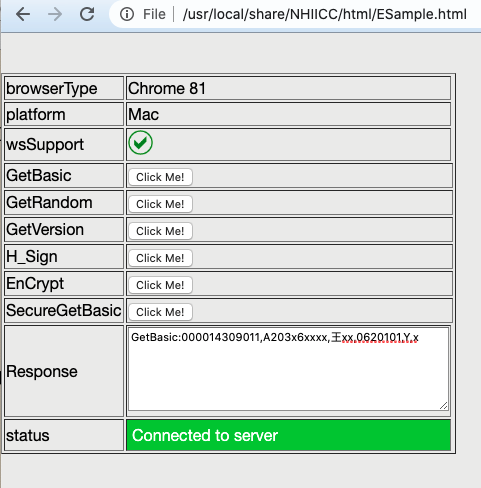 File | /usr/local/share/NHIICC/html/ESample.html
browserType Chrome 81
platform Mac
wsSupport
GetBasic Click Me!
GetRandom Click Me!
GetVersion Click Me!
H_Sign Click Me!
EnCrypt Click Me!
SecureGetBasic Click Me!
Response GetBasic:000014309011,A203x6xxxx,王xx,0620101,Y,x
status Connected to server